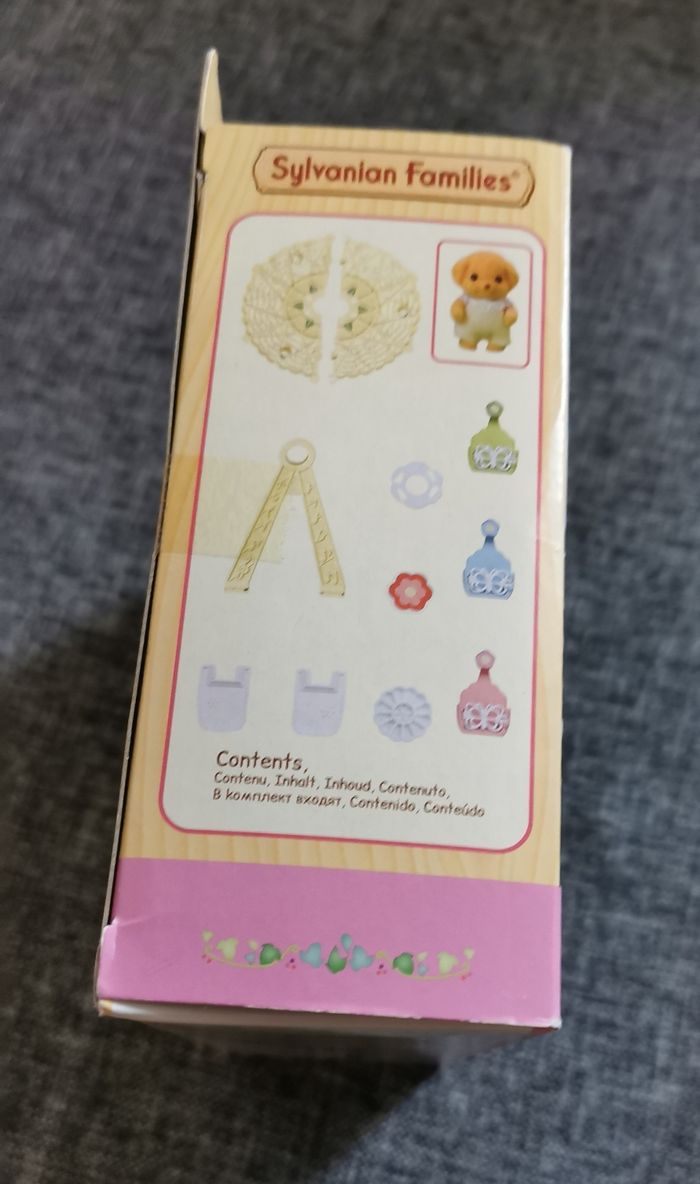 Sylvanian Families®
Contents,
Contenu, Inhalt, Inhoud, Contenuto,
В комплект входят, Contenido, Conteúdo